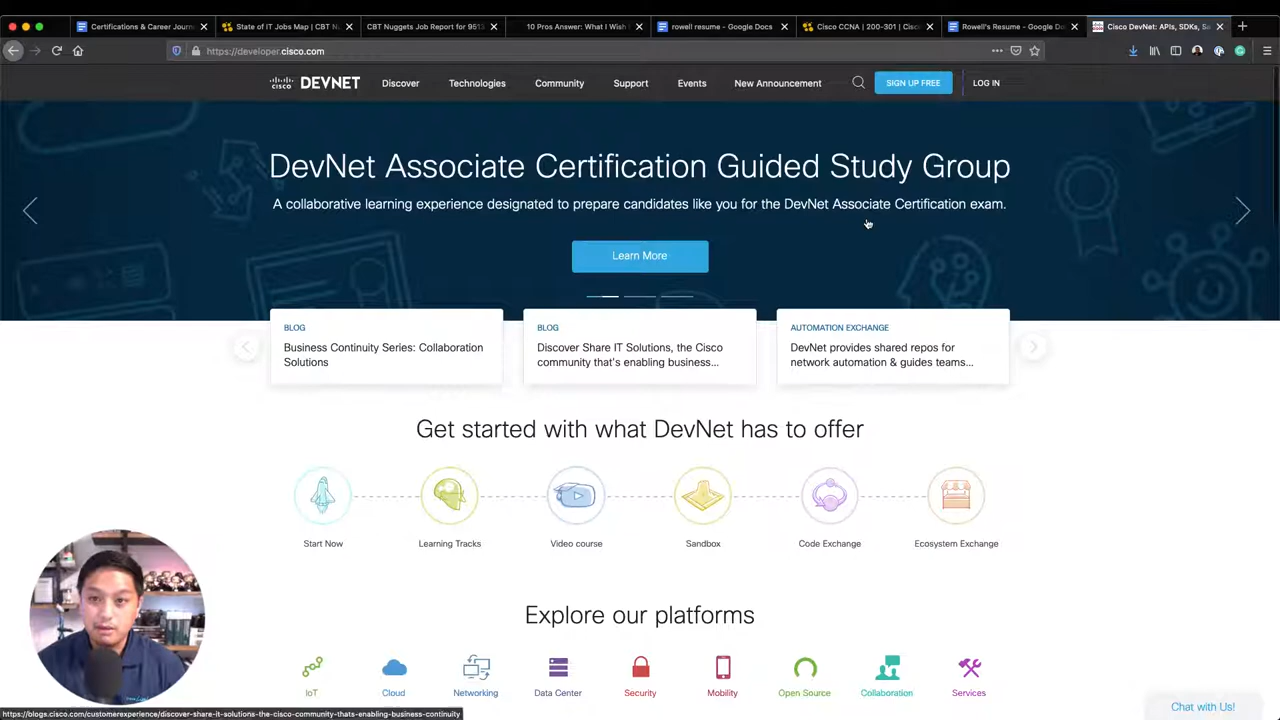 Certifications & Career Journ
State of IT Jobs Map | CBT N
CBT Nuggets Job Report for 951
10 Pros Answer: What I Wish
rowell resume - Google Docs
Cisco CCNA | 200-301 | Cisc
Rowell's Resume - Google Do
Cisco DevNet: APIs, SDKs, Sa
https://developer.cisco.com
cisco DEVNET
Discover
Technologies
Community
Support
Events
New Announcement
SIGN UP FREE
LOG IN
DevNet Associate Certification Guided Study Group
A collaborative learning experience designed to prepare candidates like you for the DevNet Associate Certification exam.
Learn More
BLOG
Business Continuity Series: Collaboration
Solutions
BLOG
Discover Share IT Solutions, the Cisco
community that's enabling business...
AUTOMATION EXCHANGE
DevNet provides shared repos for
network automation & guides teams...
Get started with what DevNet has to offer
Start Now
Learning Tracks
Video course
Sandbox
Code Exchange
Ecosystem Exchange
Explore our platforms
IoT
Cloud
Networking
Data Center
Security
Mobility
Open Source
Collaboration
Services
https://blogs.cisco.com/customerexperience/discover-share-it-solutions-the-cisco-community-thats-enabling-business-continuity
Chat with Us!